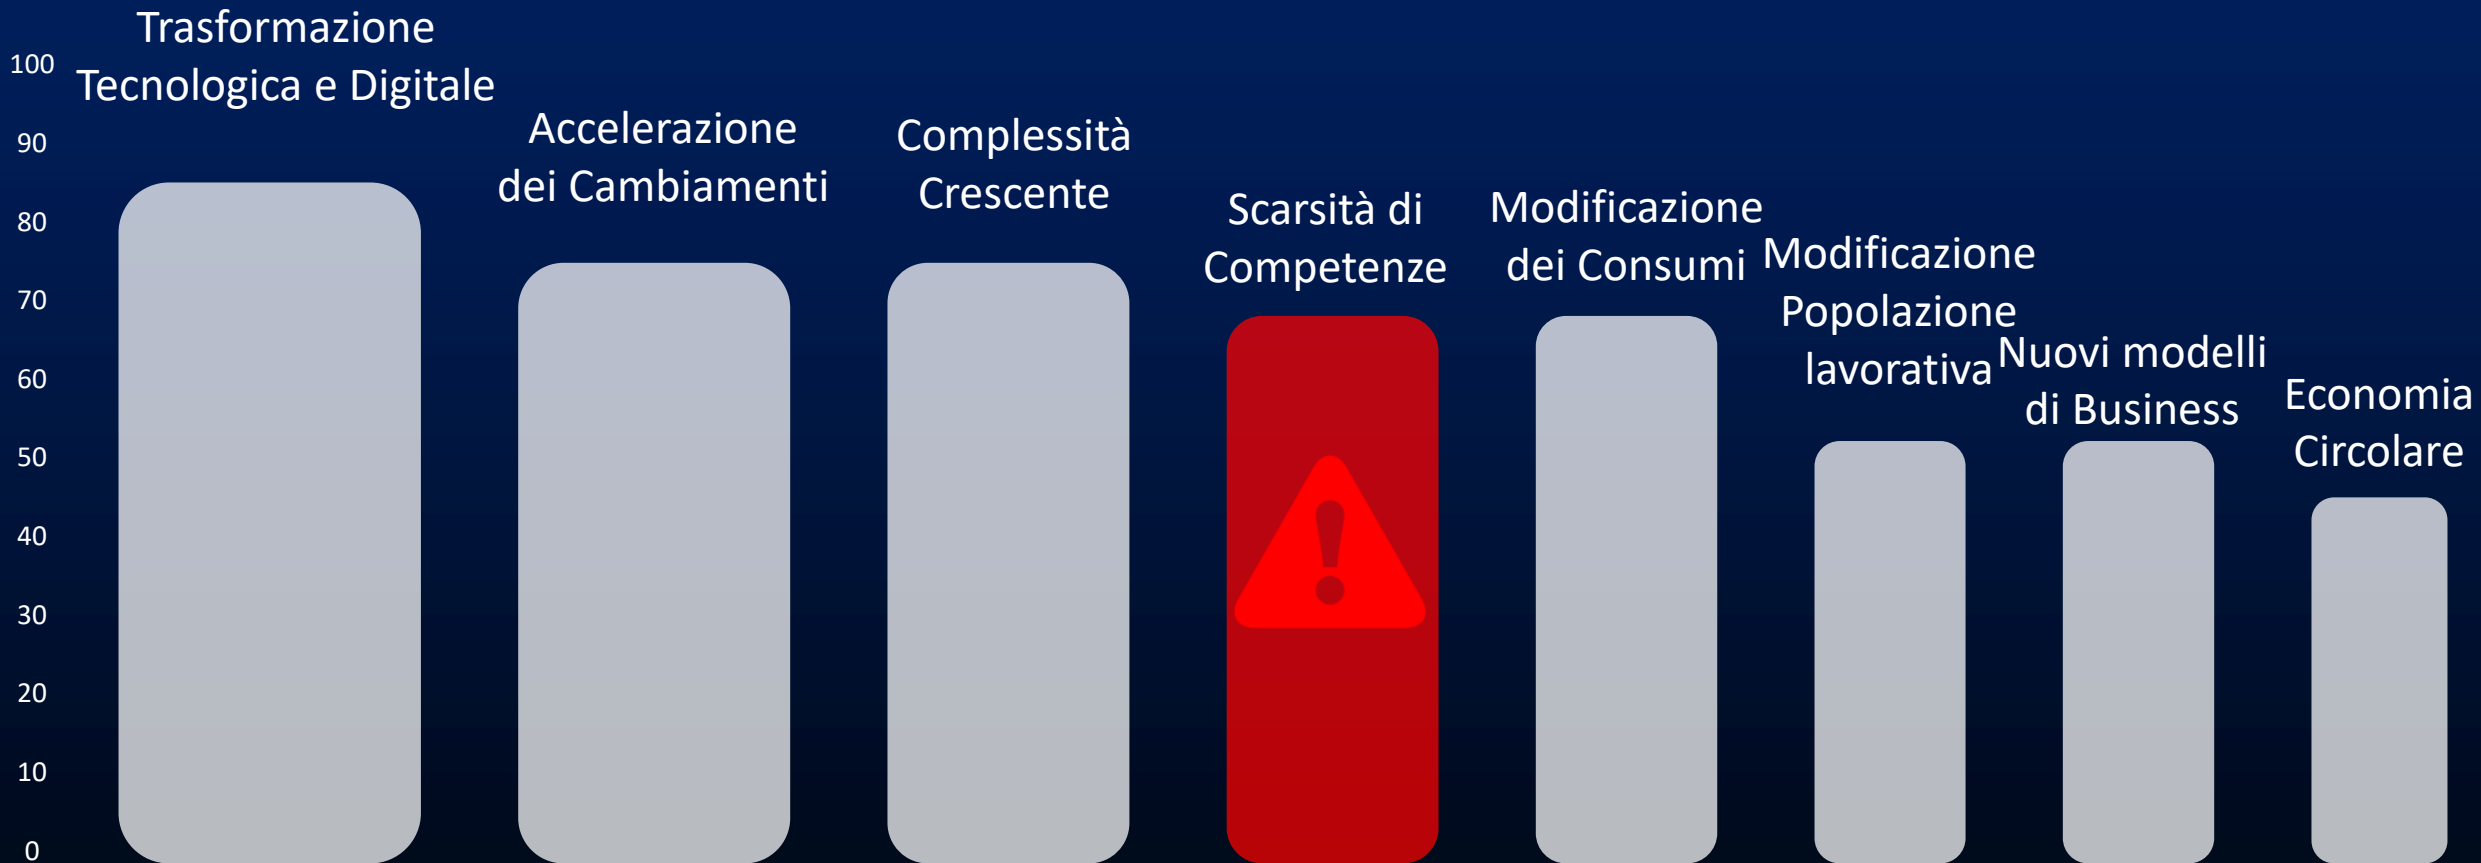 100
90
80
70
60
50
40
30
20
10
0
Trasformazione
Tecnologica e Digitale
Accelerazione
dei Cambiamenti
Complessità
Crescente
Scarsità di
Competenze
Modificazione
dei Consumi
Modificazione
Popolazione
lavorativa
Nuovi modelli
di Business
Economia
Circolare